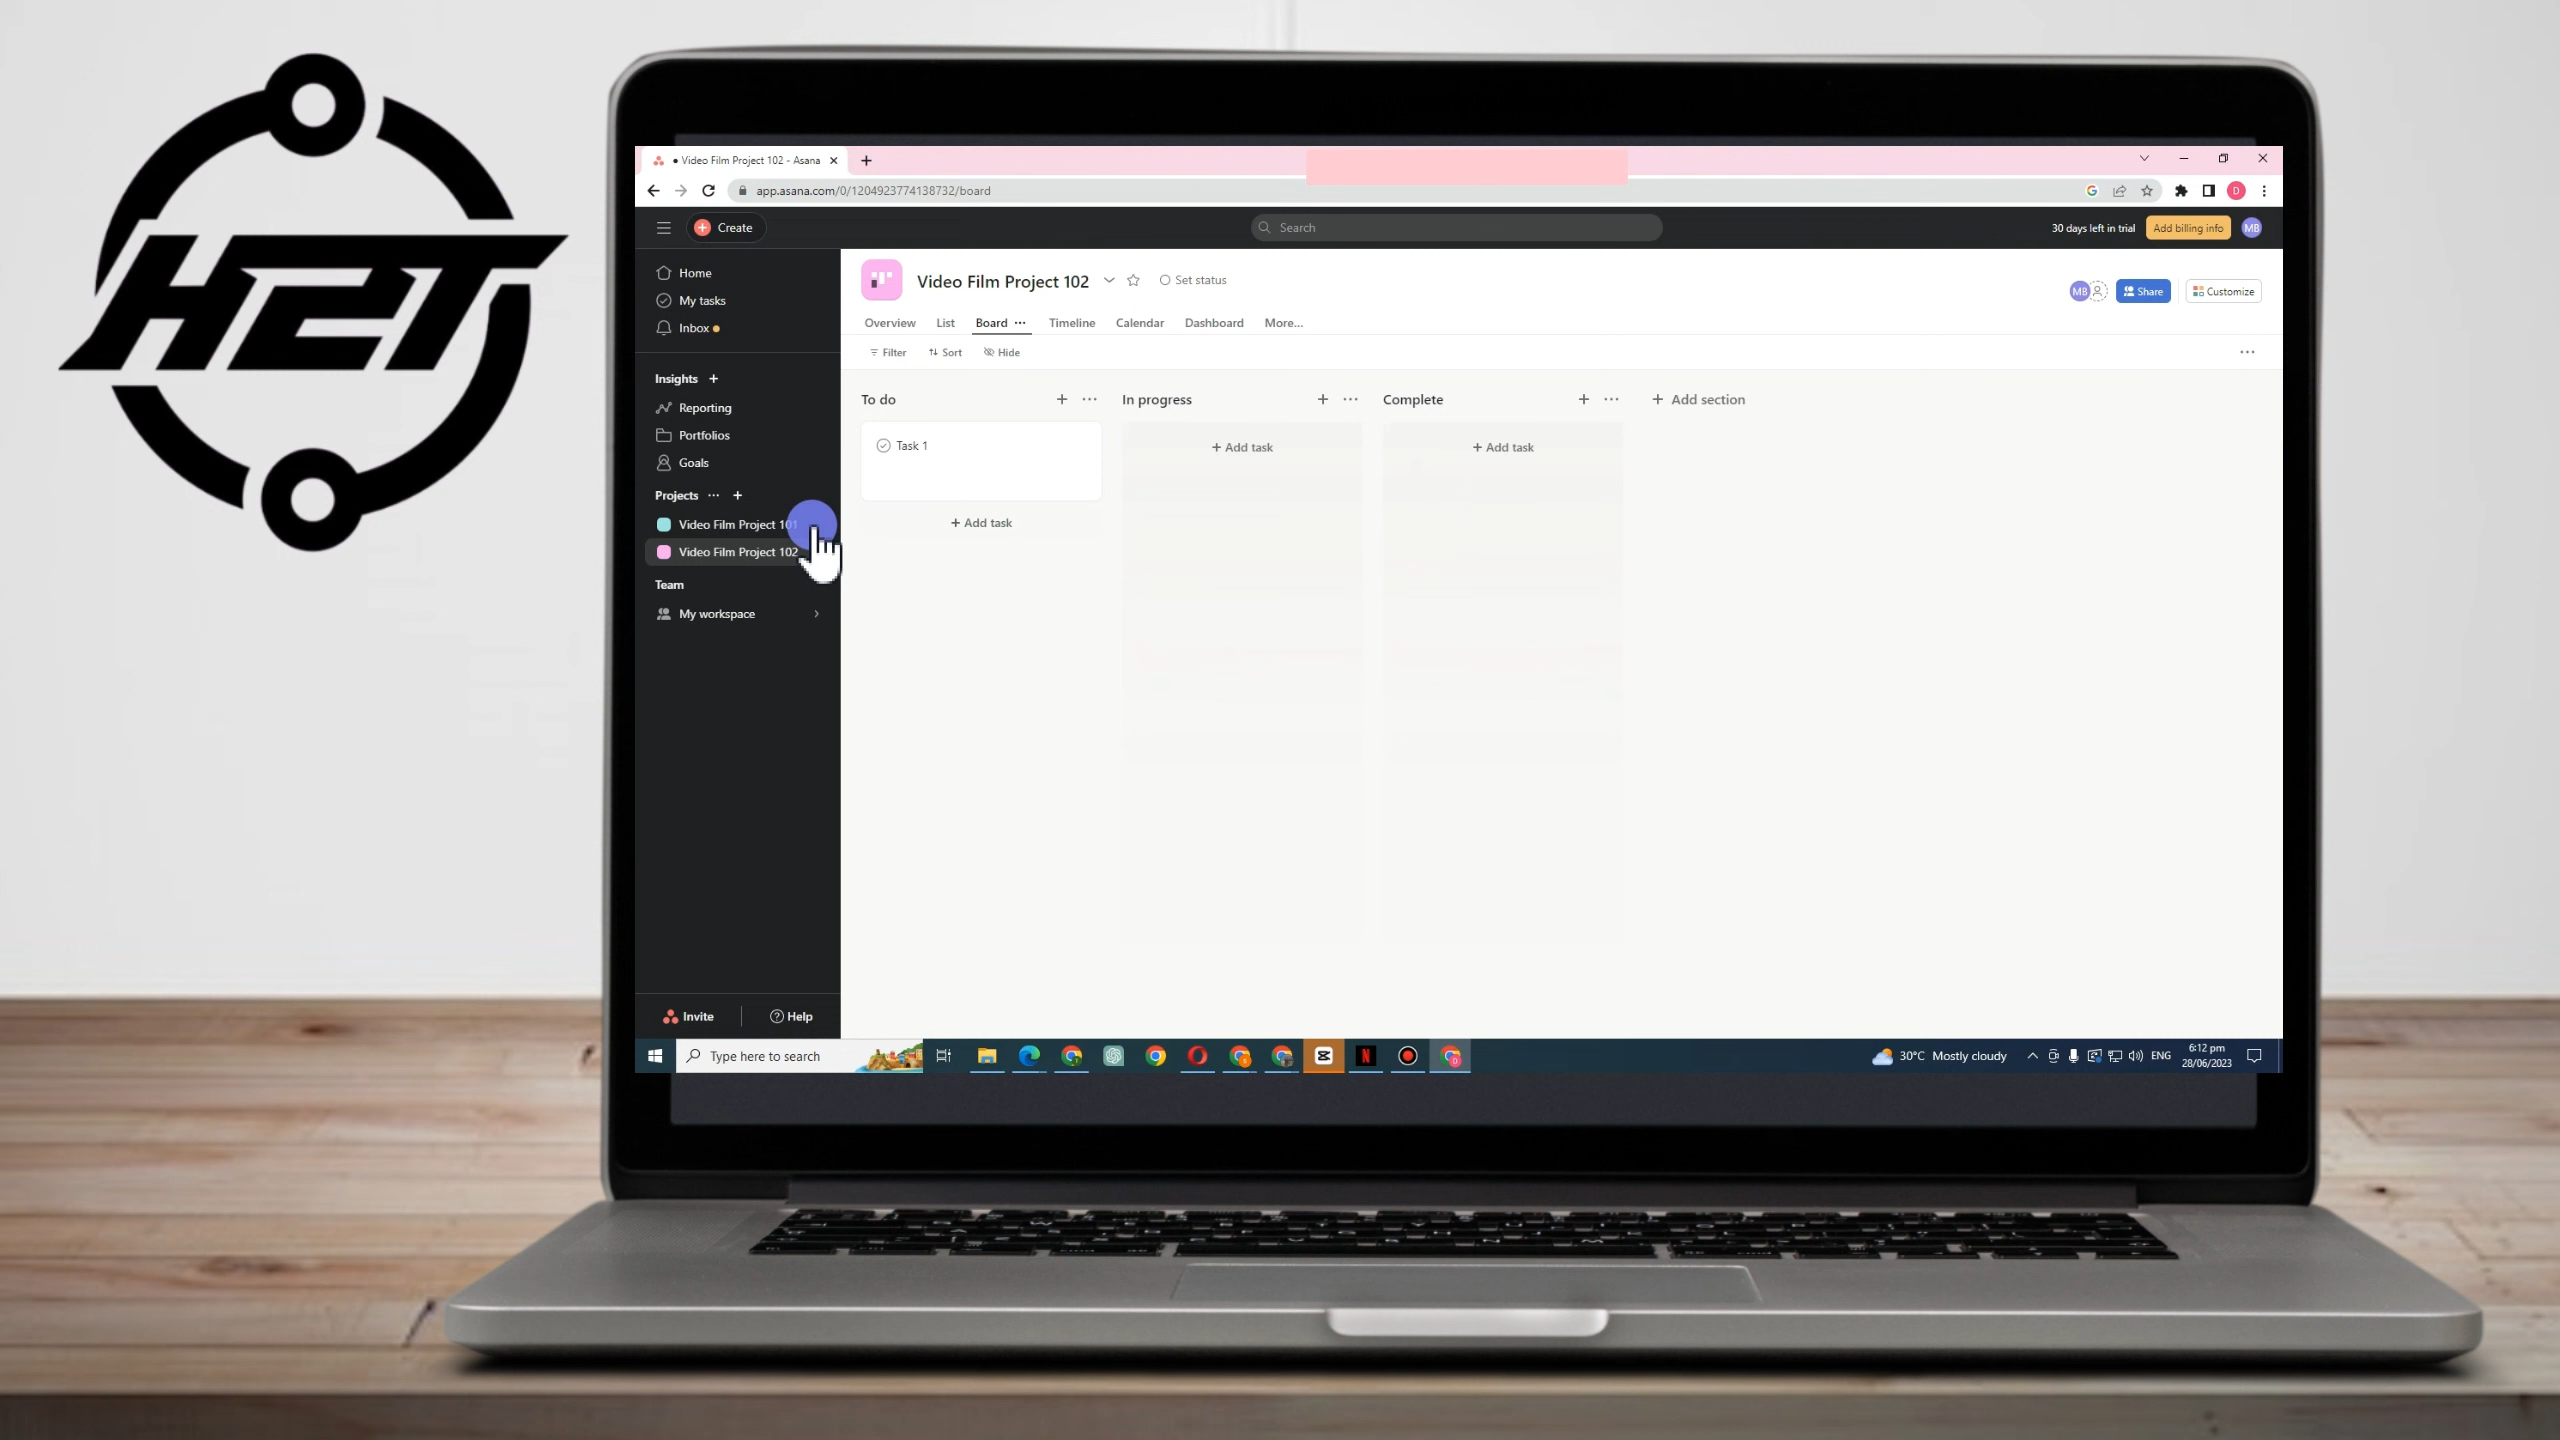 H2T
• Video Film Project 102 - Asana
app.asana.com/0/1204923774138732/board
Create
Search
30 days left in trial
Add billing info
MB
Home
My tasks
Inbox
Insights
Reporting
Portfolios
Goals
Projects
Video Film Project 101
Video Film Project 102
Team
My workspace
Invite
Help
Video Film Project 102
Set status
MB
Share
Customize
Overview
List
Board
Timeline
Calendar
Dashboard
More...
Filter
Sort
Hide
To do
In progress
Complete
Add section
Task 1
Add task
Add task
Add task
Type here to search
30°C Mostly cloudy
ENG
6:12 pm
28/06/2023